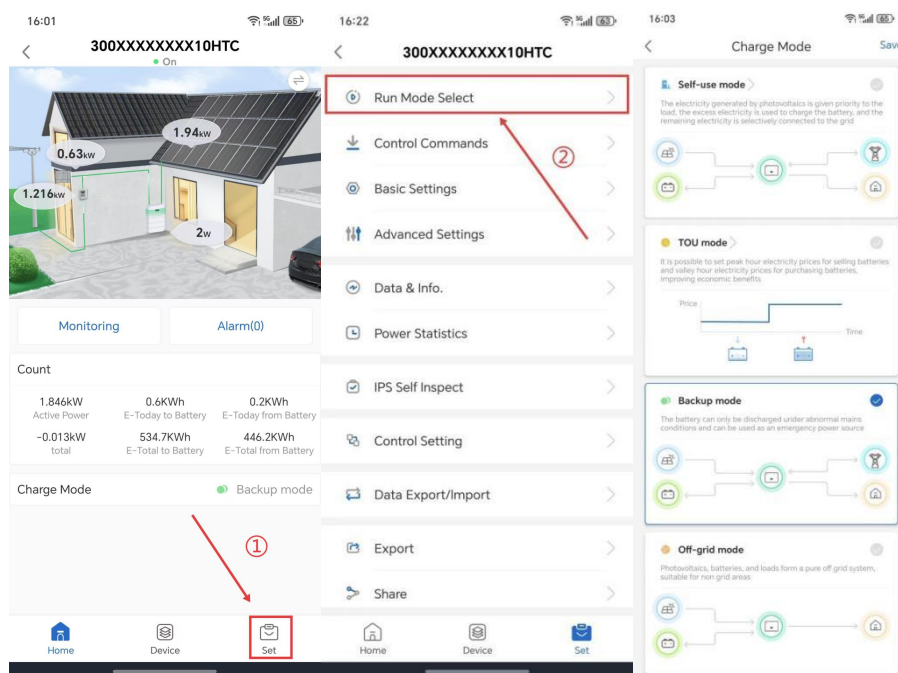 16:01
5G
65
300XXXXXXXX10HTC
On
1.94kW
0.63kW
1.216kW
2w
Monitoring
Alarm(0)
Count
1.846kW
0.6KWh
0.2KWh
Active Power
E-Today to Battery
E-Today from Battery
-0.013kW
534.7KWh
446.2KWh
total
E-Total to Battery
E-Total from Battery
Charge Mode
Backup mode
①
Home
Device
Set
16:22
5G
63
300XXXXXXXX10HTC
Run Mode Select
Control Commands
②
Basic Settings
Advanced Settings
Data & Info.
Power Statistics
IPS Self Inspect
Control Setting
Data Export/Import
Export
Share
Home
Device
Set
16:03
5G
65
Charge Mode
Save
Self-use mode
The electricity generated by photovoltaics is given priority to the
load, the excess electricity is used to charge the battery, and the
remaining electricity is selectively connected to the grid
TOU mode
It is possible to set peak hour electricity prices for selling batteries
and valley hour electricity prices for purchasing batteries,
improving economic benefits
Price
Time
Backup mode
The battery can only be discharged under abnormal mains
conditions and can be used as an emergency power source
Off-grid mode
Photovoltaics, batteries, and loads form a pure off grid system,
suitable for non grid areas